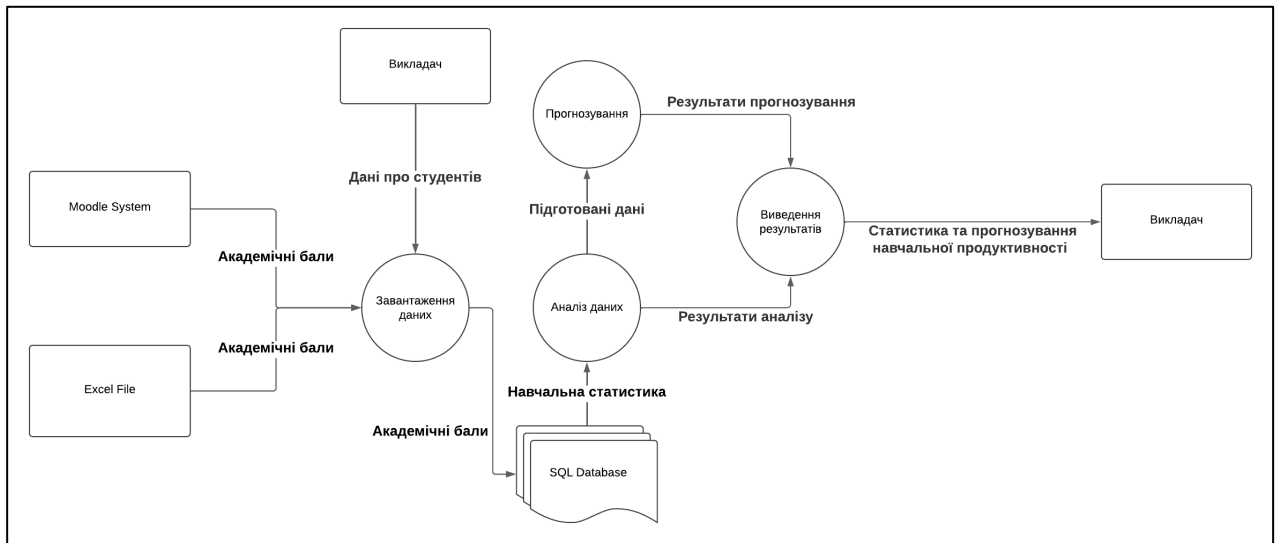 Викладач
Прогнозування
Результати прогнозування
Дані про студентів
Moodle System
Підготовані дані
Виведення
результатів
Викладач
Статистика та прогнозування
навчальної продуктивності
Академічні бали
Завантаження
даних
Аналіз даних
Результати аналізу
Академічні бали
Excel File
Навчальна статистика
Академічні бали
SQL Database